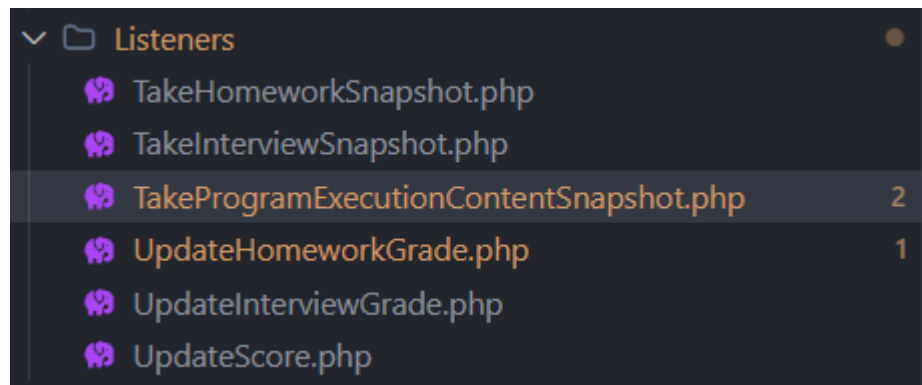 Listeners
TakeHomeworkSnapshot.php
TakeInterviewSnapshot.php
TakeProgramExecutionContentSnapshot.php 2
UpdateHomeworkGrade.php 1
UpdateInterviewGrade.php
UpdateScore.php